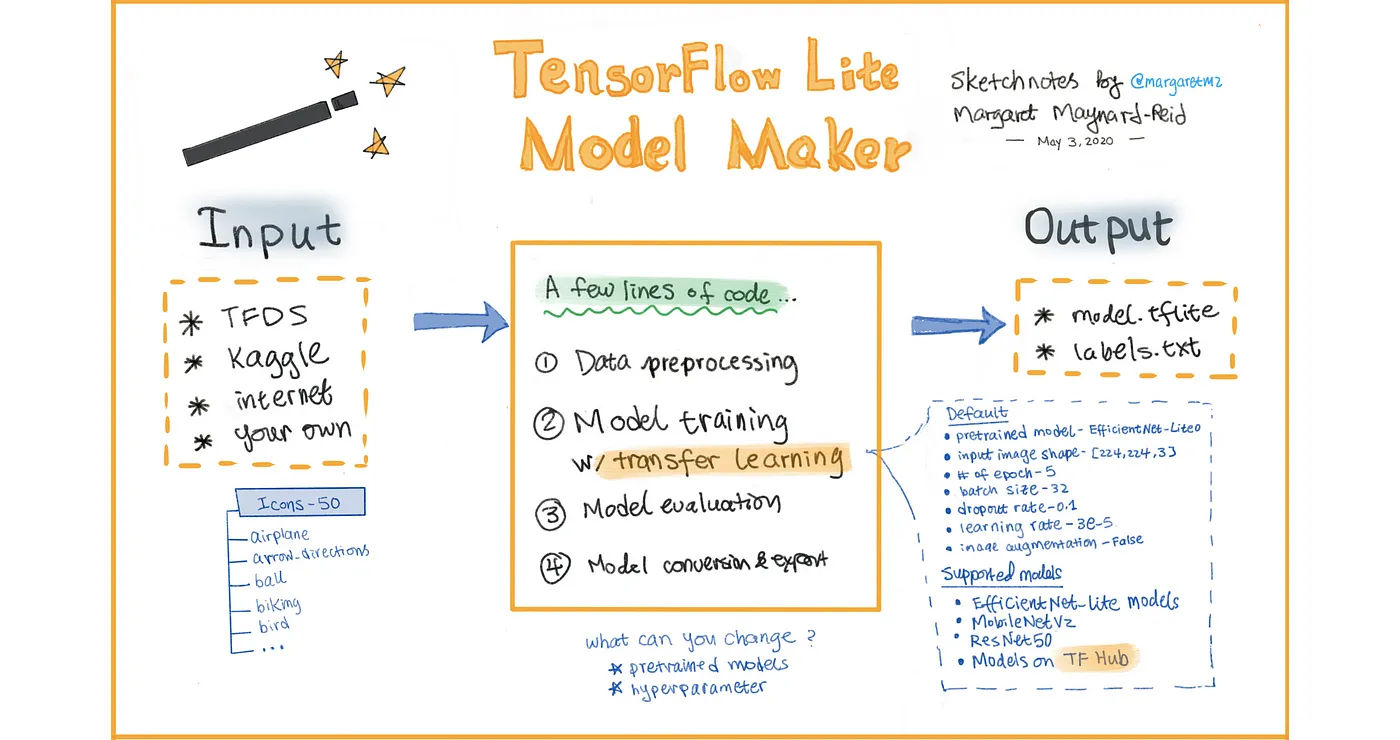 TensorFlow Lite
Model Maker
Sketchnotes by @margaretmz
Margaret Maynard-Reid
— May 3, 2020 —
Input
* TFDS
* Kaggle
* internet
* your own
Icons-50
airplane
arrow_directions
ball
biking
bird
...
A few lines of code...
① Data preprocessing
② Model training
w/ transfer learning
③ Model evaluation
④ Model conversion & export
what can you change ?
* pretrained models
* hyperparameter
Output
* model.tflite
* labels.txt
Default
• pretrained model - EfficientNet-Lite0
• input image shape - [224,224,3]
• # of epoch - 5
• batch size - 32
• dropout rate - 0.1
• learning rate - 3e-5
• image augmentation - False
Supported models
• EfficientNet-Lite models
• MobileNetV2
• ResNet50
• Models on TF Hub